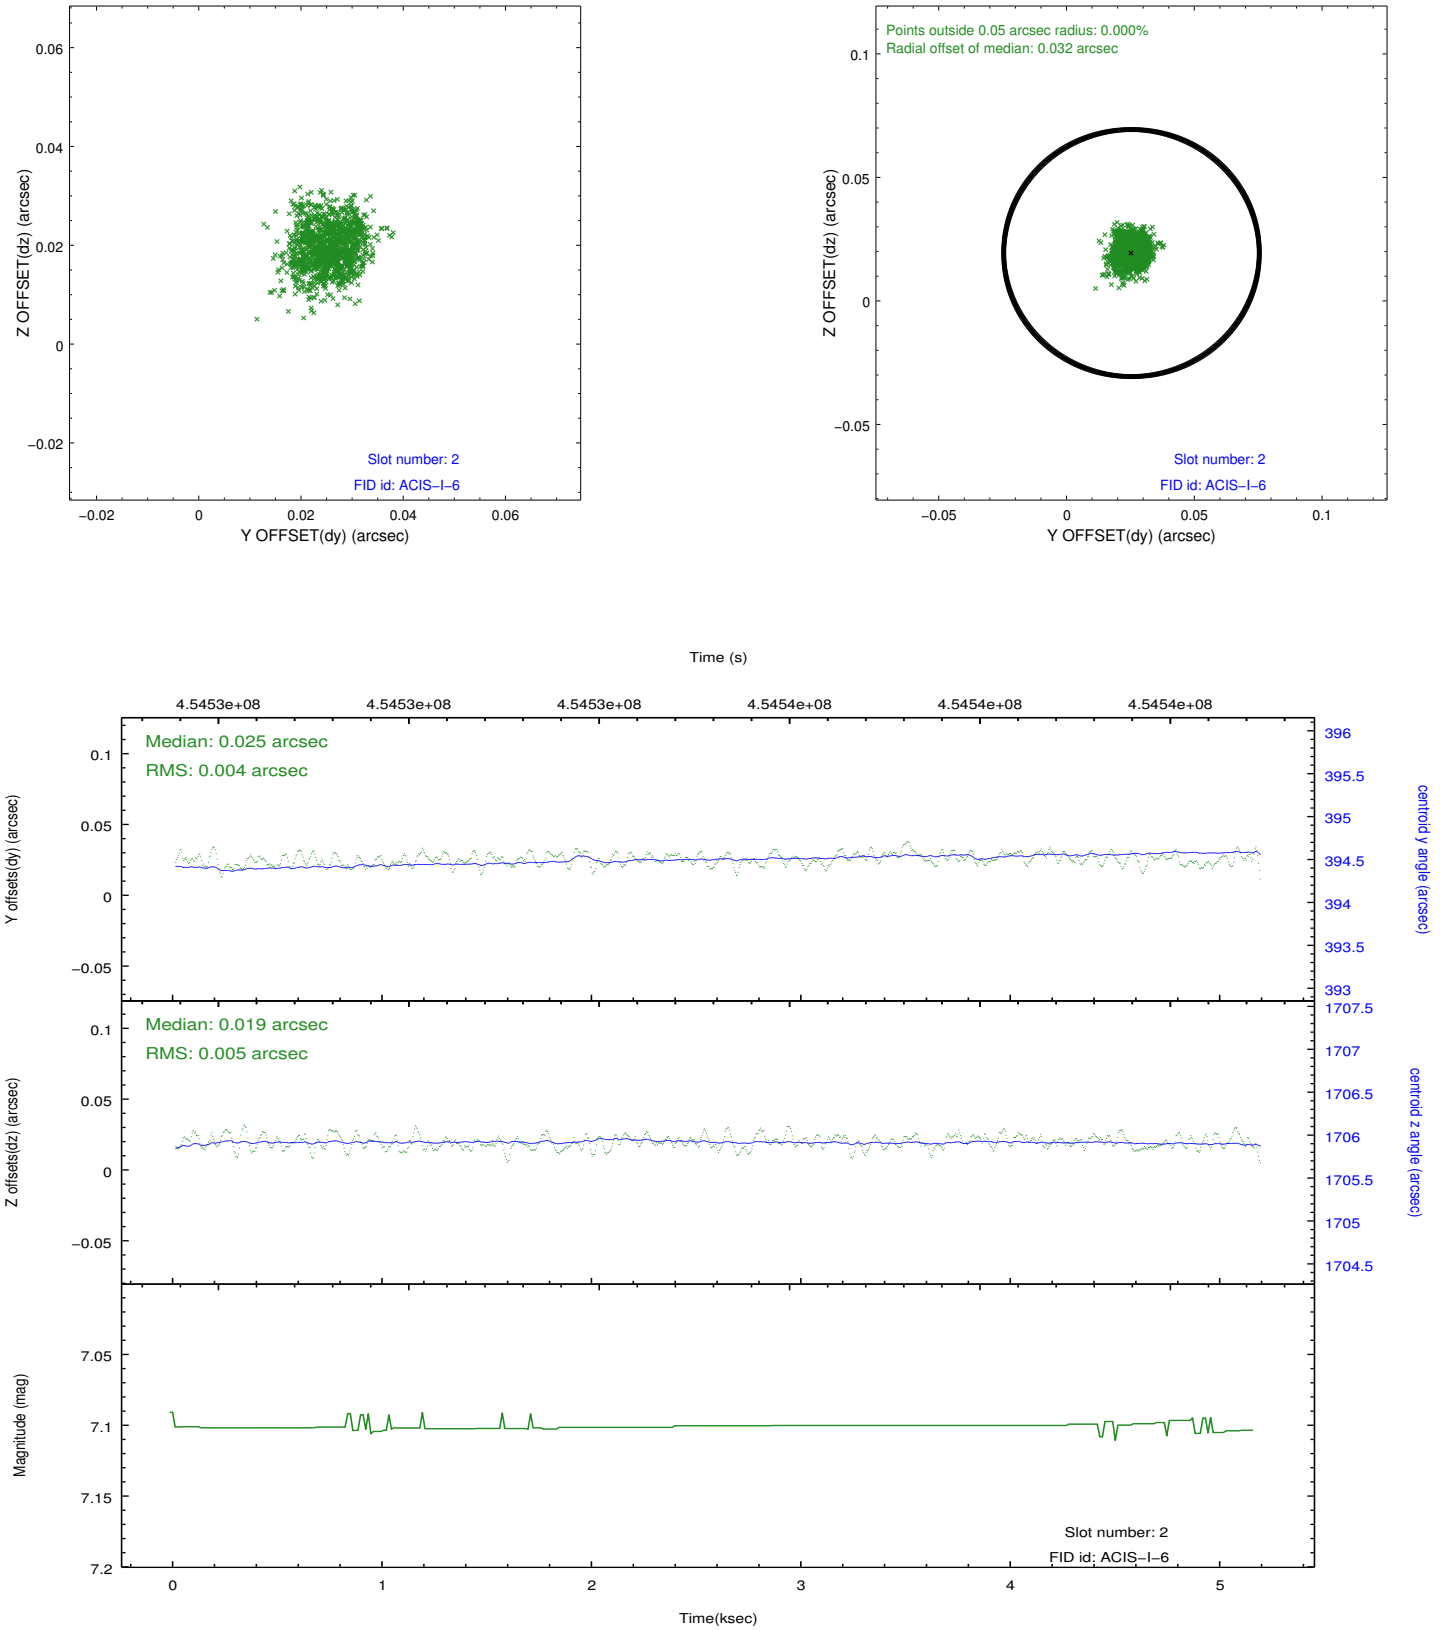 0.06
0.04
0.02
0
−0.02
Z OFFSET(dz) (arcsec)
Slot number: 2
FID id: ACIS−I−6
−0.02 0 0.02 0.04 0.06
Y OFFSET(dy) (arcsec)
Points outside 0.05 arcsec radius: 0.000%
Radial offset of median: 0.032 arcsec
0.1
0.05
0
−0.05
Z OFFSET(dz) (arcsec)
Slot number: 2
FID id: ACIS−I−6
−0.05 0 0.05 0.1
Y OFFSET(dy) (arcsec)
Time (s)
4.5453e+08 4.5453e+08 4.5453e+08 4.5454e+08 4.5454e+08 4.5454e+08
Median: 0.025 arcsec
RMS: 0.004 arcsec
0.1
0.05
0
−0.05
Y offsets(dy) (arcsec)
396
395.5
395
394.5
394
393.5
393
centroid y angle (arcsec)
Median: 0.019 arcsec
RMS: 0.005 arcsec
0.1
0.05
0
−0.05
Z offsets(dz) (arcsec)
1707.5
1707
1706.5
1706
1705.5
1705
1704.5
centroid z angle (arcsec)
7.05
7.1
7.15
7.2
Magnitude (mag)
Slot number: 2
FID id: ACIS−I−6
0 1 2 3 4 5
Time(ksec)